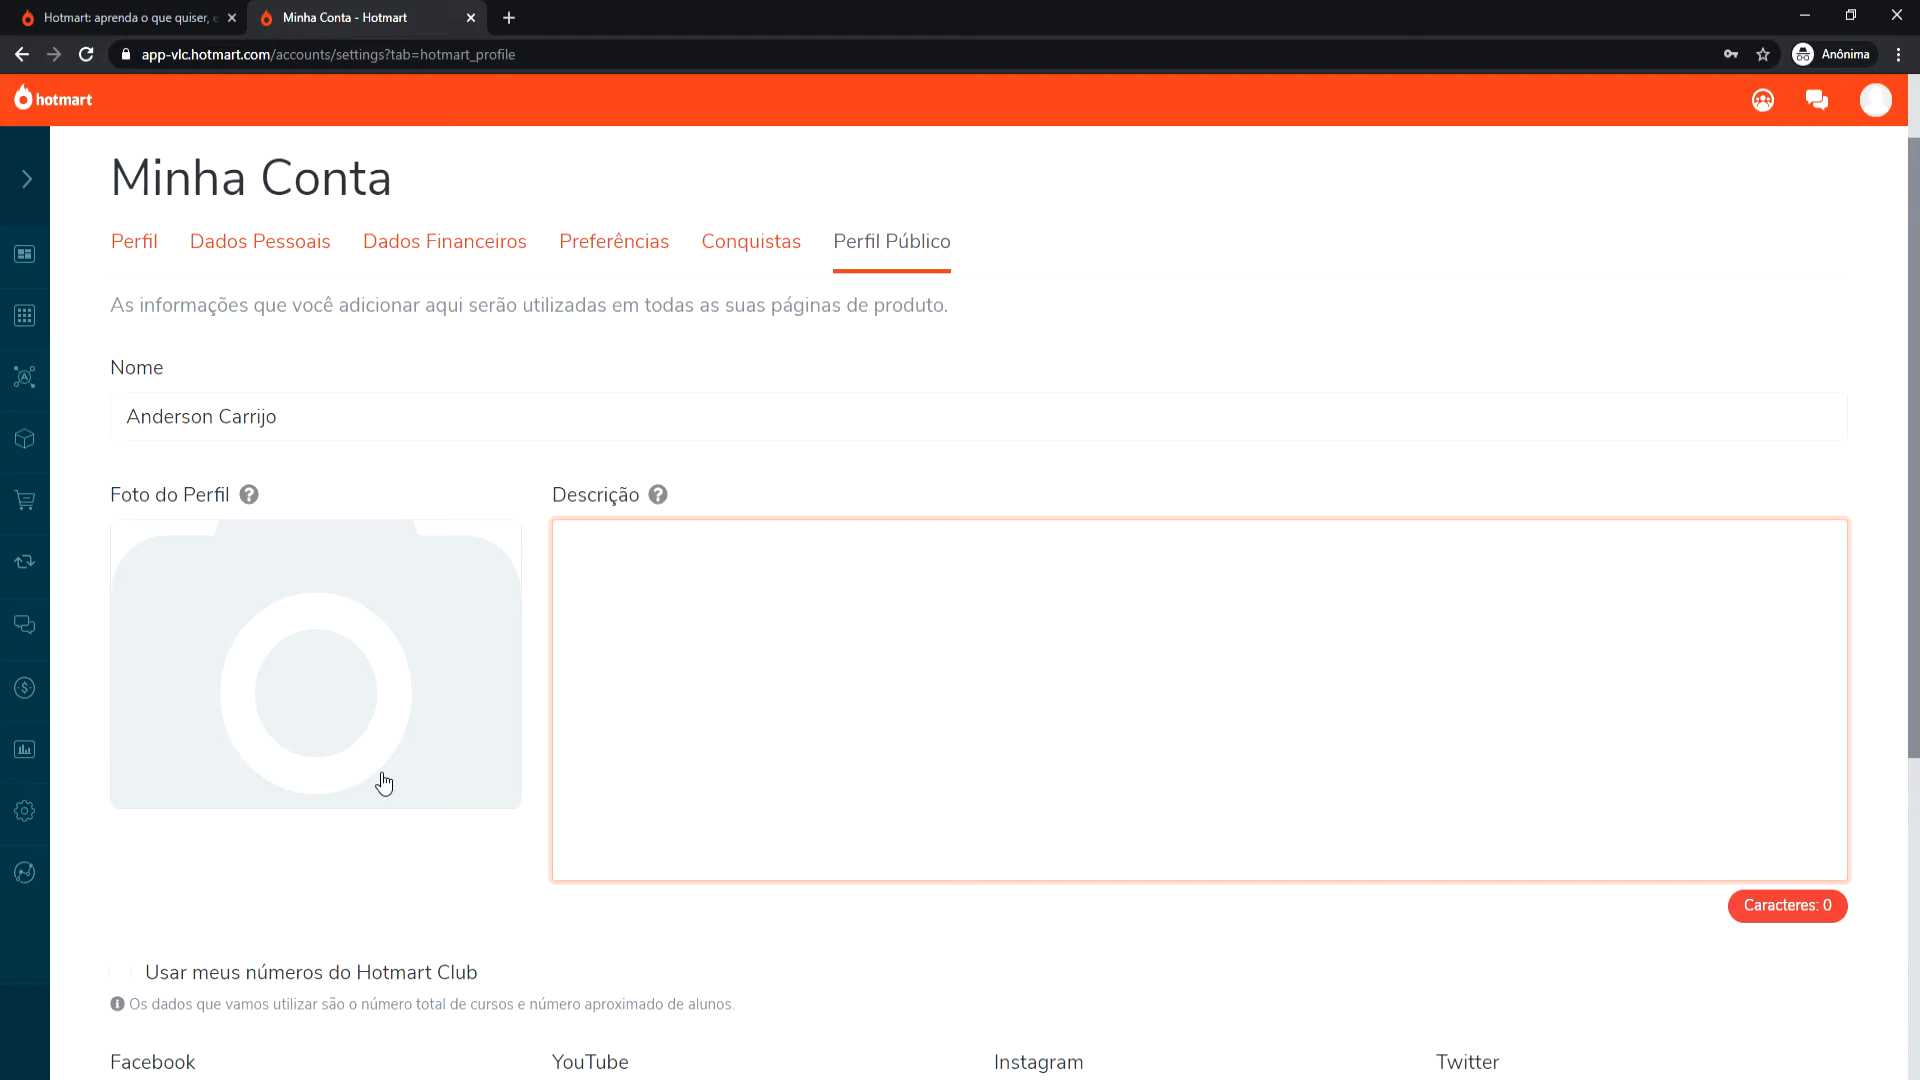 Hotmart: aprenda o que quiser, e
Minha Conta - Hotmart
app-vlc.hotmart.com/accounts/settings?tab=hotmart_profile
Anônima
hotmart
Minha Conta
Perfil
Dados Pessoais
Dados Financeiros
Preferências
Conquistas
Perfil Público
As informações que você adicionar aqui serão utilizadas em todas as suas páginas de produto.
Nome
Anderson Carrijo
Foto do Perfil ?
Descrição ?
Caracteres: 0
Usar meus números do Hotmart Club
Os dados que vamos utilizar são o número total de cursos e número aproximado de alunos.
Facebook
YouTube
Instagram
Twitter